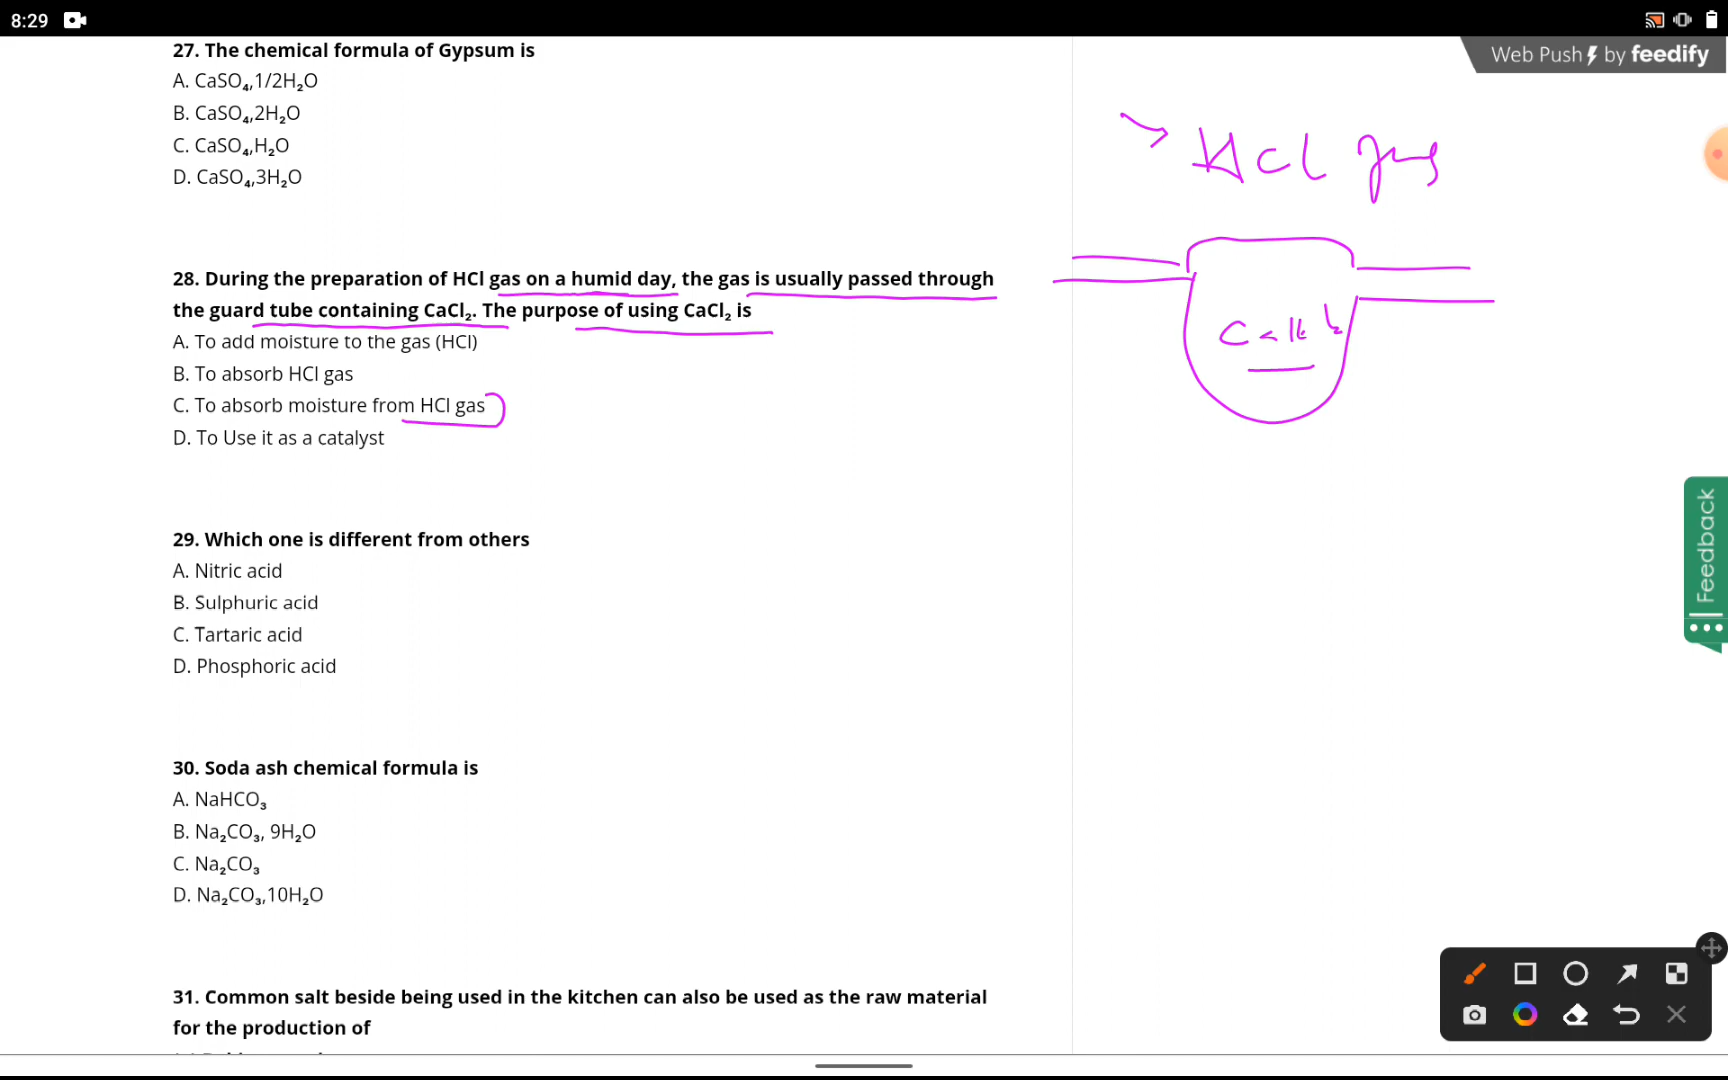 8:29
Web Push by feedify
27. The chemical formula of Gypsum is
A. CaSO₄,1/2H₂O
B. CaSO₄,2H₂O
C. CaSO₄,H₂O
D. CaSO₄,3H₂O
HCl gas
28. During the preparation of HCl gas on a humid day, the gas is usually passed through
the guard tube containing CaCl₂. The purpose of using CaCl₂ is
A. To add moisture to the gas (HCl)
B. To absorb HCl gas
C. To absorb moisture from HCl gas
D. To Use it as a catalyst
29. Which one is different from others
A. Nitric acid
B. Sulphuric acid
C. Tartaric acid
D. Phosphoric acid
Feedback
30. Soda ash chemical formula is
A. NaHCO₃
B. Na₂CO₃, 9H₂O
C. Na₂CO₃
D. Na₂CO₃,10H₂O
31. Common salt beside being used in the kitchen can also be used as the raw material
for the production of